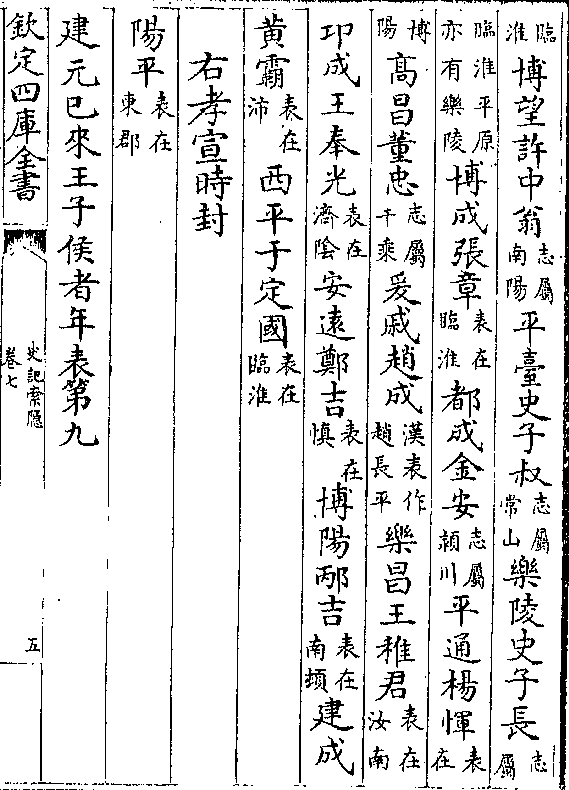 臨淮博望許中翁志屬南陽平臺史子叔志屬常山樂陵史子長志屬
臨淮平原亦有樂陵博成張章表在臨淮都成金安志屬潁川平通楊惲表在
博陽髙昌董忠志屬千乘爰戚趙成漢表作趙長平樂昌王稚君表在汝南
邛成王奉光表在濟陰安遠鄭吉表在慎博陽邴吉表在南頓建成
黄霸表在沛西平于定國表在臨淮
右孝宣時封
陽平表在東郡
建元已來王子侯者年表第九
欽定四庫全書
史記索隱
卷七
五